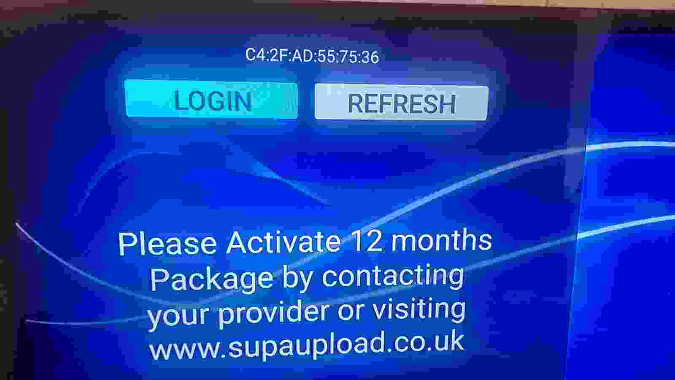 C4:2F:AD:55:75:36
LOGIN REFRESH
Please Activate 12 months
Package by contacting
your provider or visiting
www.supaupload.co.uk